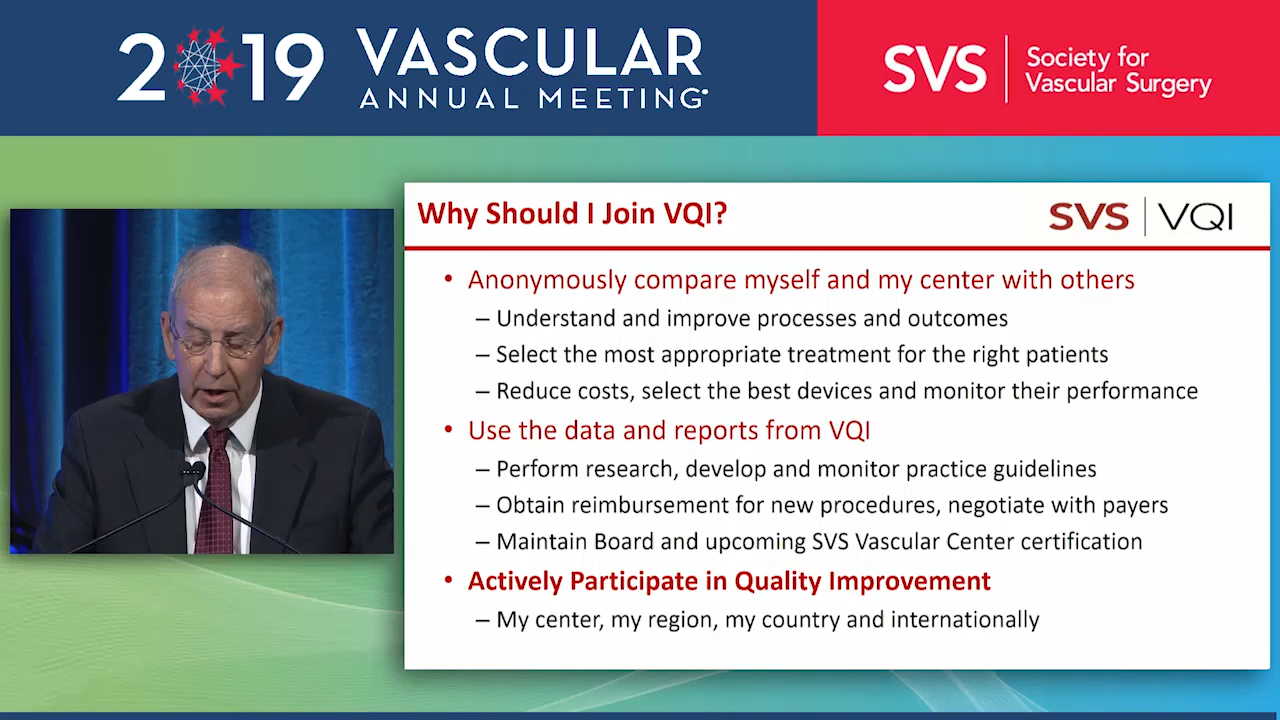 2019 VASCULAR
ANNUAL MEETING
SVS
Society for
Vascular Surgery
Why Should I Join VQI?
SVS | VQI
• Anonymously compare myself and my center with others
– Understand and improve processes and outcomes
– Select the most appropriate treatment for the right patients
– Reduce costs, select the best devices and monitor their performance
• Use the data and reports from VQI
– Perform research, develop and monitor practice guidelines
– Obtain reimbursement for new procedures, negotiate with payers
– Maintain Board and upcoming SVS Vascular Center certification
• Actively Participate in Quality Improvement
– My center, my region, my country and internationally